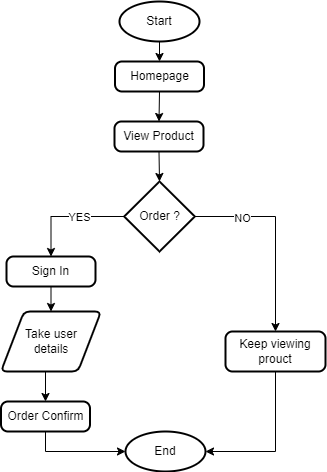 Start
Homepage
View Product
Order ?
YES
NO
Sign In
Take user
details
Keep viewing
prouct
Order Confirm
End